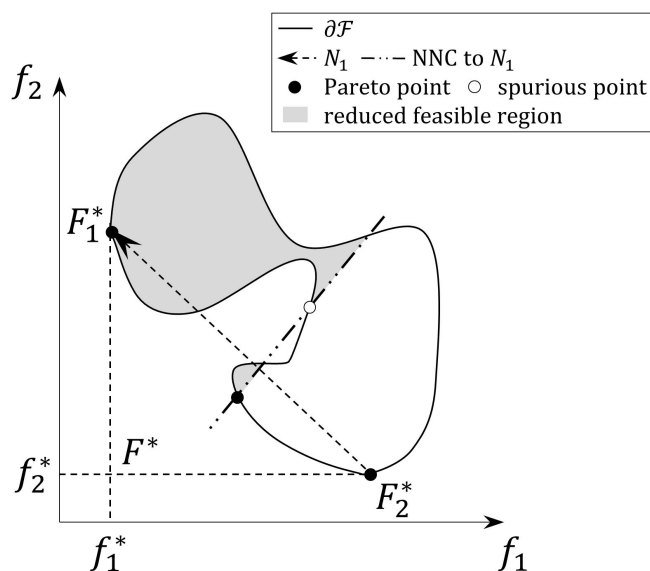 ∂ℱ
N₁ NNC to N₁
Pareto point spurious point
reduced feasible region
f₂
F₁*
F*
f₂*
F₂*
f₁*
f₁